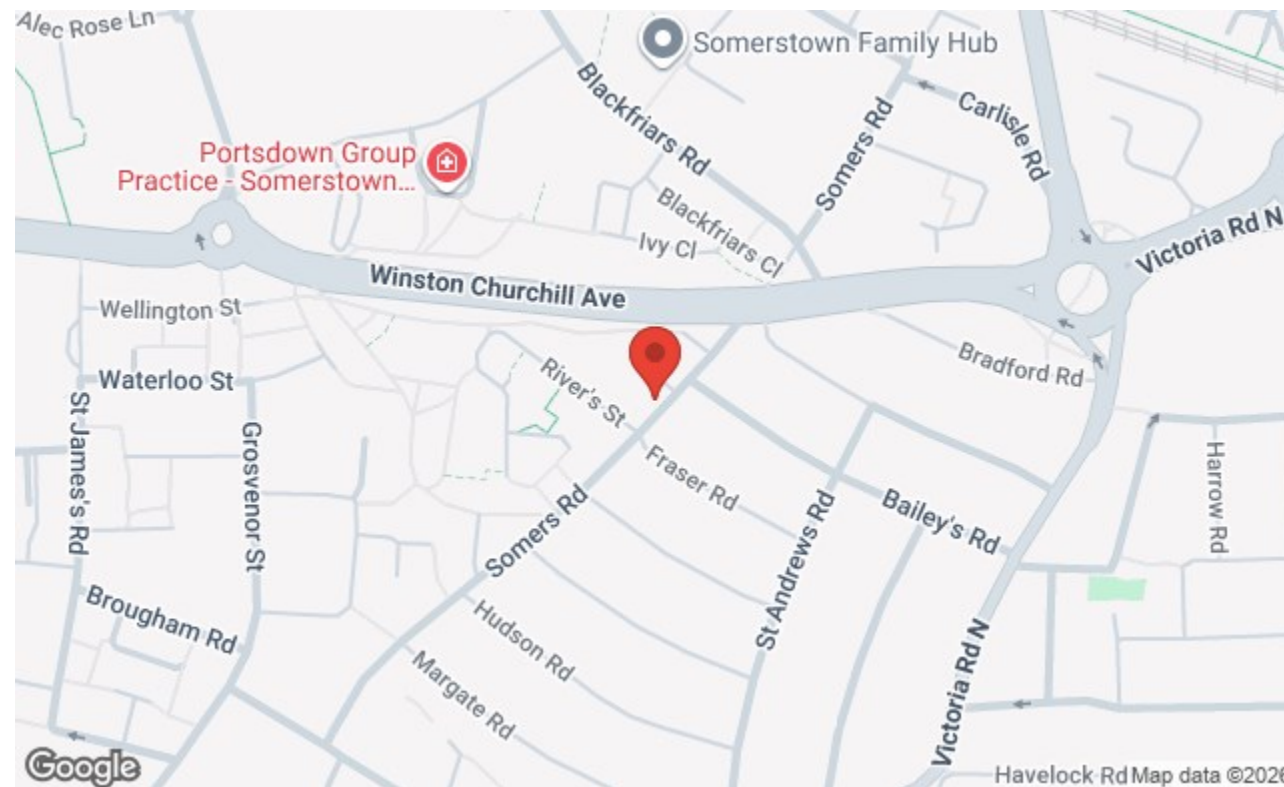 Alec Rose Ln
Somerstown Family Hub
Blackfriars Rd
Somers Rd
Carlisle Rd
Portsdown Group
Practice - Somerstown...
Blackfriars Cl
Ivy Cl
Victoria Rd N
Winston Churchill Ave
Wellington St
Waterloo St
River's St
Bradford Rd
St James's Rd
Grosvenor St
Fraser Rd
Harrow Rd
Bailey's Rd
St Andrews Rd
Somers Rd
Brougham Rd
Hudson Rd
Margate Rd
Victoria Rd N
Google
Havelock Rd
Map data ©2026